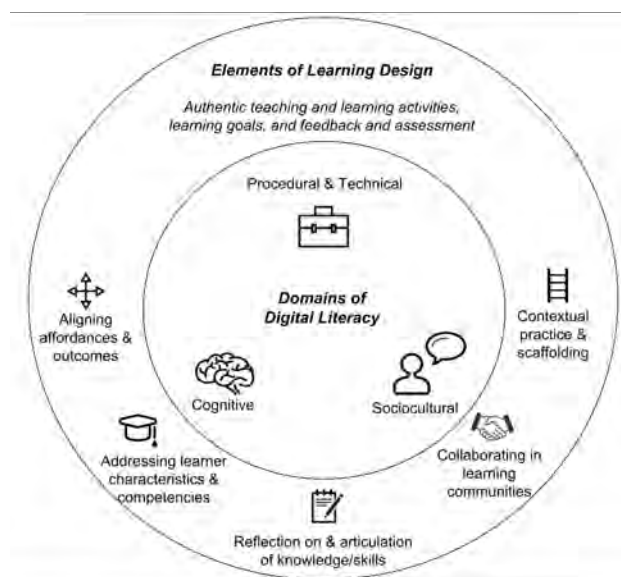 Elements of Learning Design
Authentic teaching and learning activities,
learning goals, and feedback and assessment
Procedural & Technical
Domains of
Digital Literacy
Aligning
affordances &
outcomes
Contextual
practice &
scaffolding
Cognitive
Sociocultural
Addressing learner
characteristics &
competencies
Collaborating in
learning
communities
Reflection on & articulation
of knowledge/skills